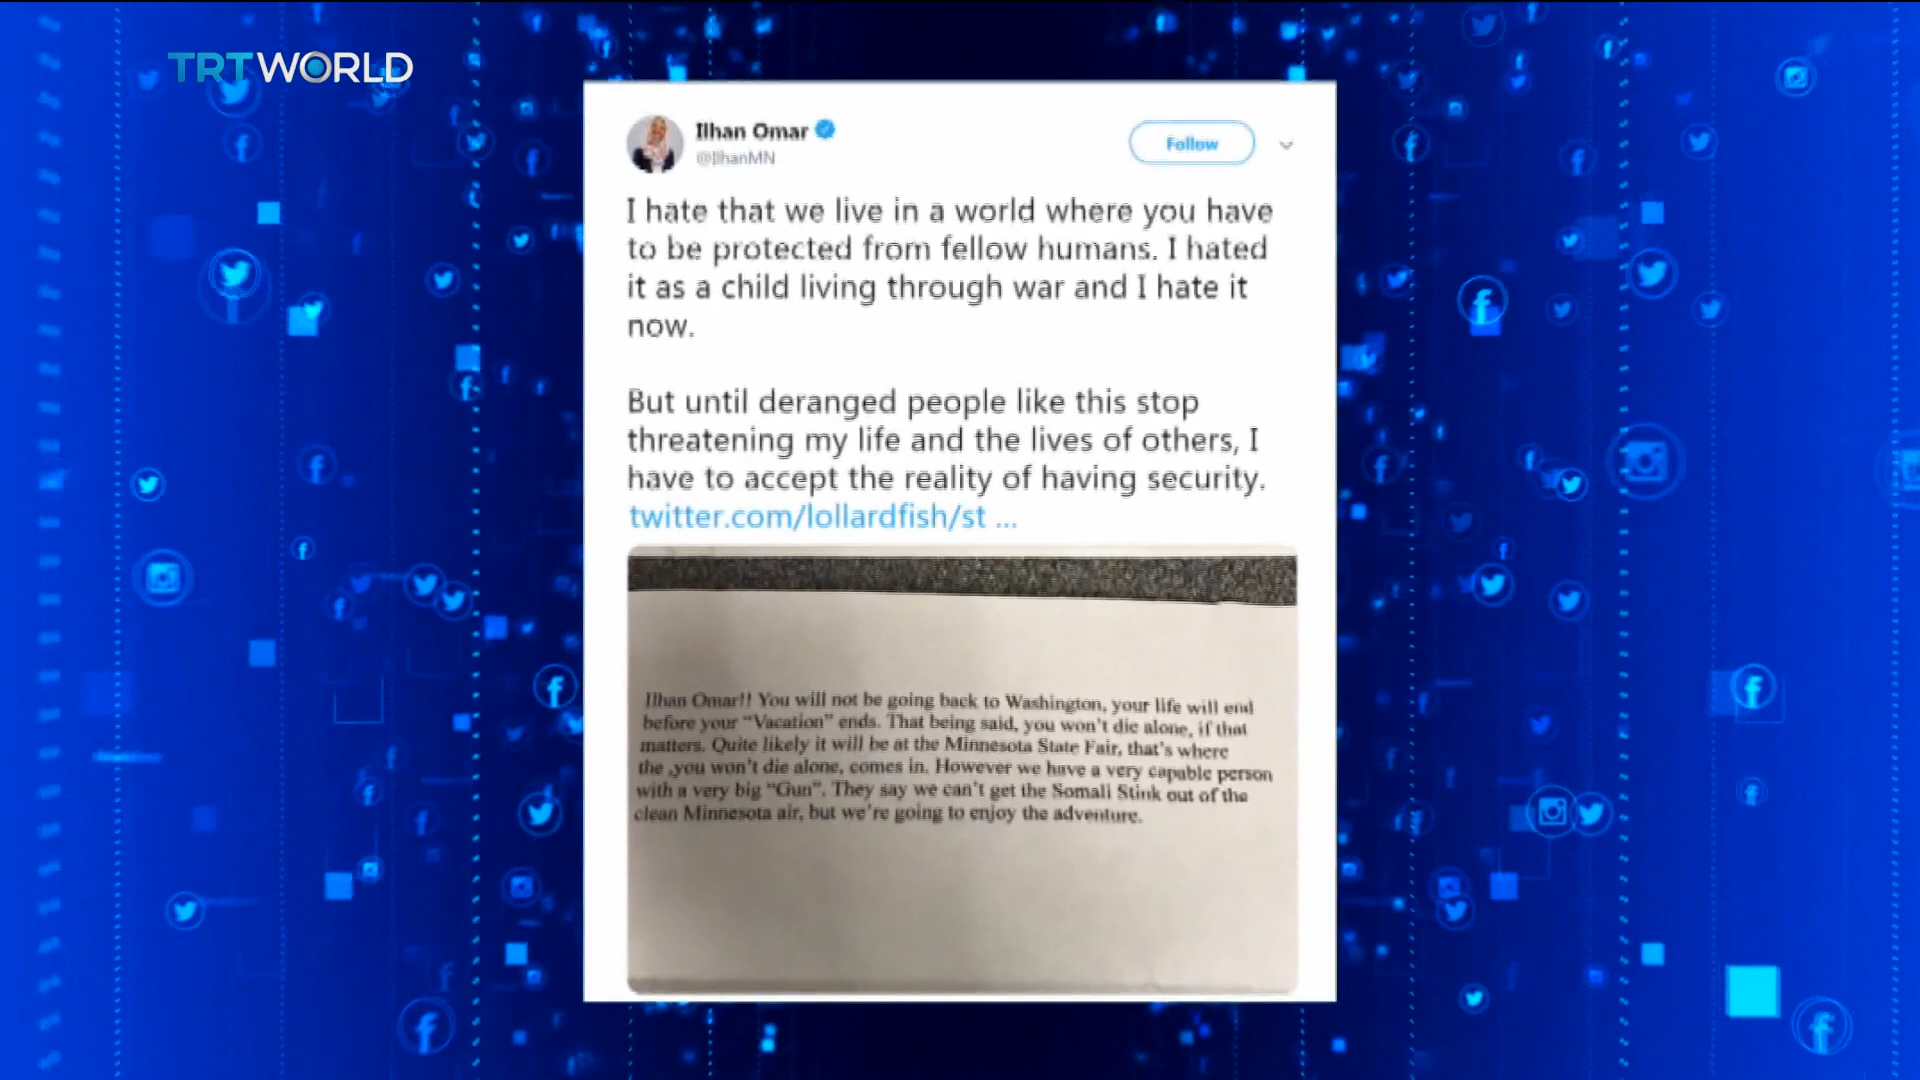 TRTWORLD
Ilhan Omar
@IlhanMN
Follow
I hate that we live in a world where you have
to be protected from fellow humans. I hated
it as a child living through war and I hate it
now.
But until deranged people like this stop
threatening my life and the lives of others, I
have to accept the reality of having security.
twitter.com/lollardfish/st ...
Ilhan Omar!! You will not be going back to Washington, your life will end
before your "Vacation" ends. That being said, you won't die alone, if that
matters. Quite likely it will be at the Minnesota State Fair, that's where
the ,you won't die alone, comes in. However we have a very capable person
with a very big "Gun". They say we can't get the Somali Stink out of the
clean Minnesota air, but we're going to enjoy the adventure.